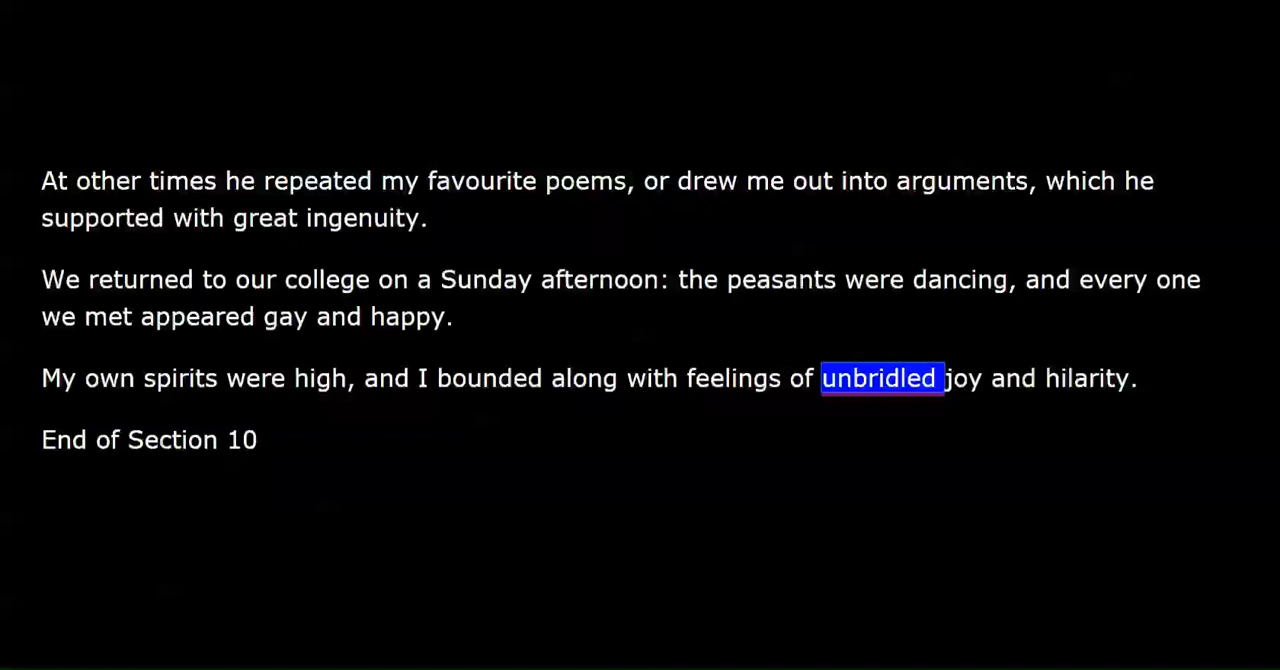 At other times he repeated my favourite poems, or drew me out into arguments, which he
supported with great ingenuity.
We returned to our college on a Sunday afternoon: the peasants were dancing, and every one
we met appeared gay and happy.
My own spirits were high, and I bounded along with feelings of unbridled joy and hilarity.
End of Section 10